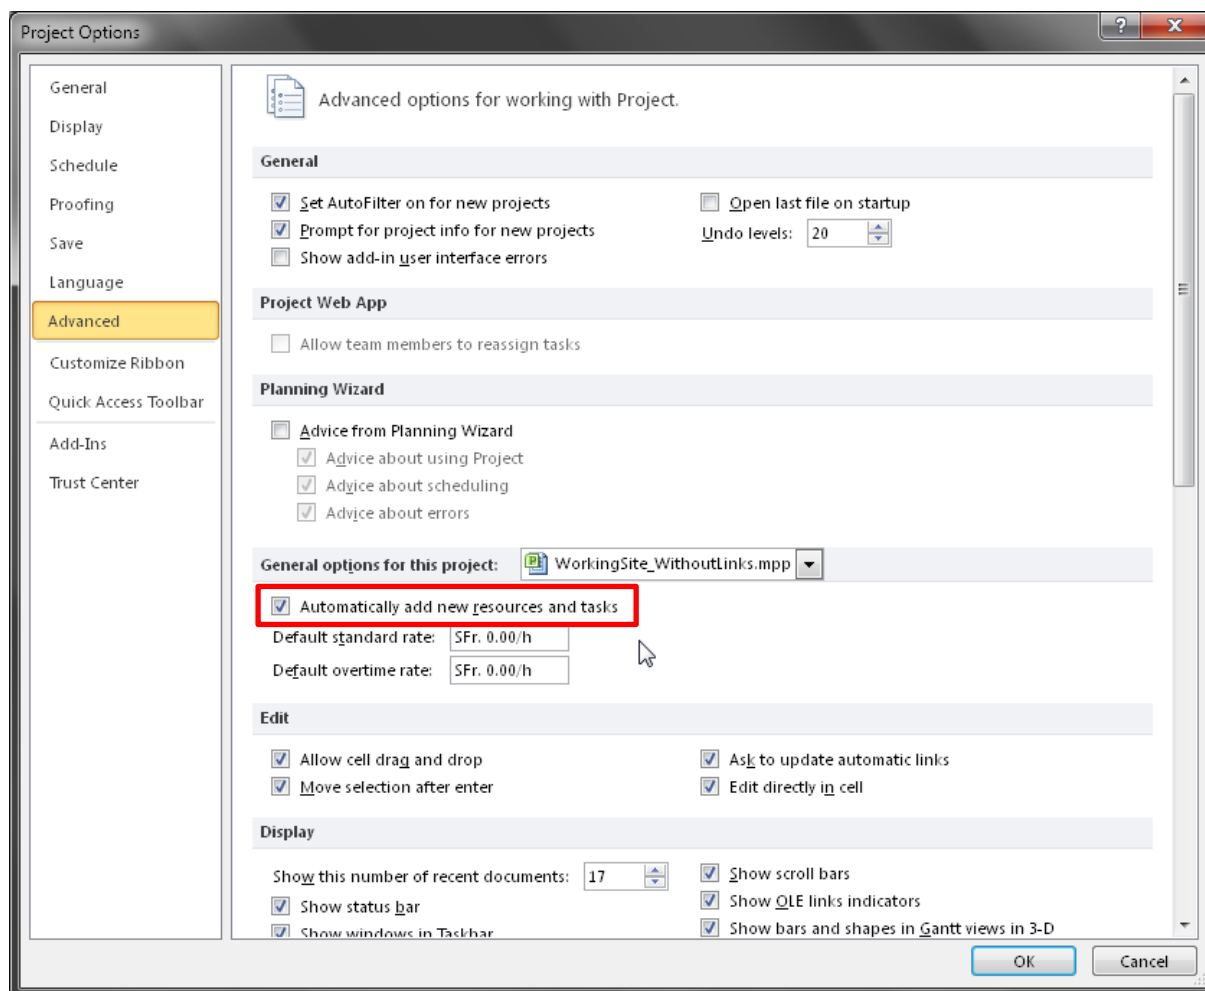 Project Options
General
Display
Schedule
Proofing
Save
Language
Advanced
Customize Ribbon
Quick Access Toolbar
Add-Ins
Trust Center
Advanced options for working with Project.
General
Set AutoFilter on for new projects
Open last file on startup
Prompt for project info for new projects
Undo levels: 20
Show add-in user interface errors
Project Web App
Allow team members to reassign tasks
Planning Wizard
Advice from Planning Wizard
Advice about using Project
Advice about scheduling
Advice about errors
General options for this project: WorkingSite_WithoutLinks.mpp
Automatically add new resources and tasks
Default standard rate: SFr. 0.00/h
Default overtime rate: SFr. 0.00/h
Edit
Allow cell drag and drop
Ask to update automatic links
Move selection after enter
Edit directly in cell
Display
Show this number of recent documents: 17
Show scroll bars
Show status bar
Show OLE links indicators
Show windows in Taskbar
Show bars and shapes in Gantt views in 3-D
OK Cancel